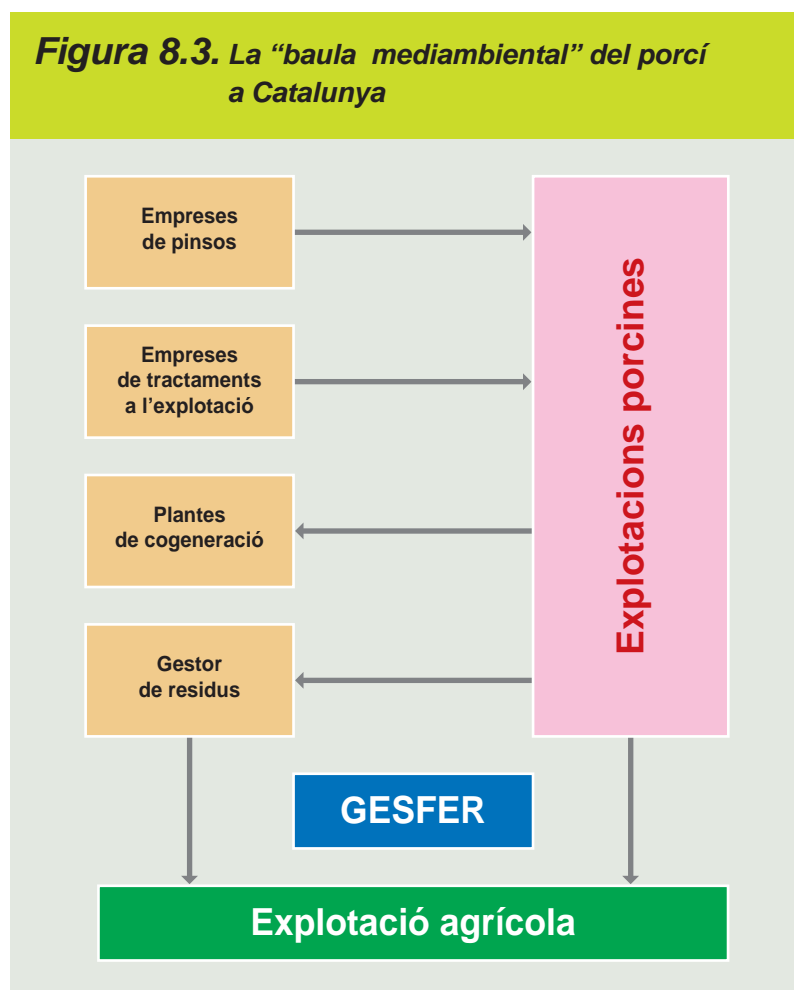 Figura 8.3. La “baula mediambiental” del porcí
a Catalunya
Empreses
de pinsos
Empreses
de tractaments
a l’explotació
Plantes
de cogeneració
Gestor
de residus
Explotacions porcines
GESFER
Explotació agrícola